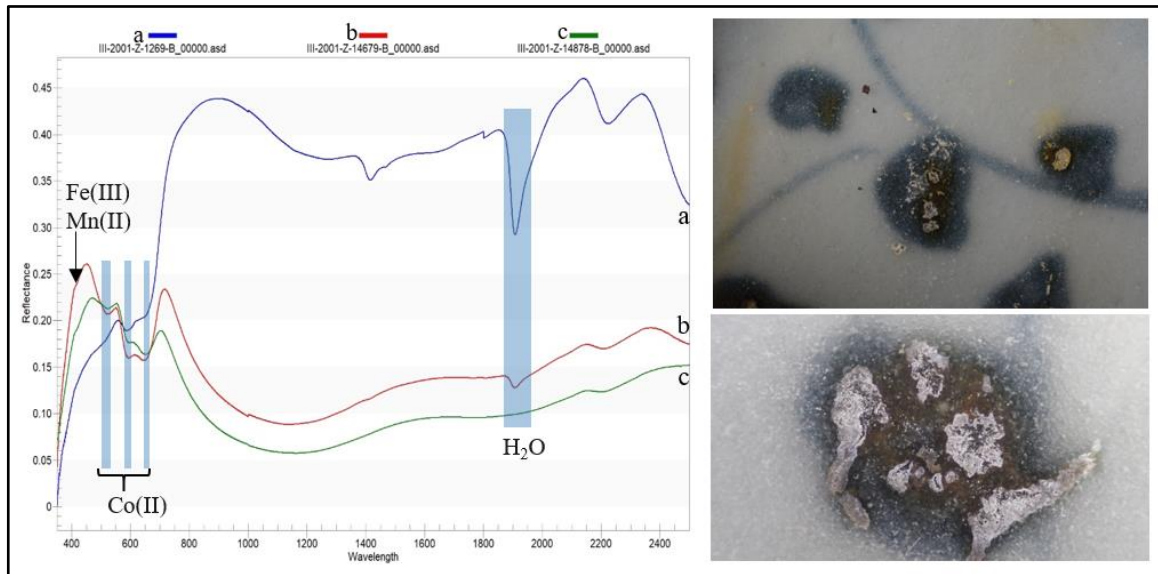 a b c
III-2001-Z-1269-B_00000.asd III-2001-Z-14679-B_00000.asd III-2001-Z-14878-B_00000.asd
0.45
0.40
0.35
a
Fe(III)
Mn(II)
0.30
0.25
0.20
b
Reflectance
0.15
c
0.10
H₂O
0.05
0
Co(II)
400 600 800 1000 1200 1400 1600 1800 2000 2200 2400
Wavelength